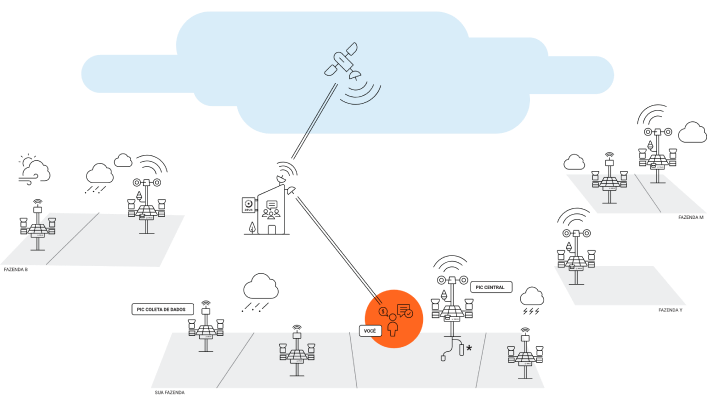 FAZENDA M
FAZENDA B
PIC CENTRAL
PIC COLETA DE DADOS
FAZENDA Y
VOCÊ
*
SUA FAZENDA